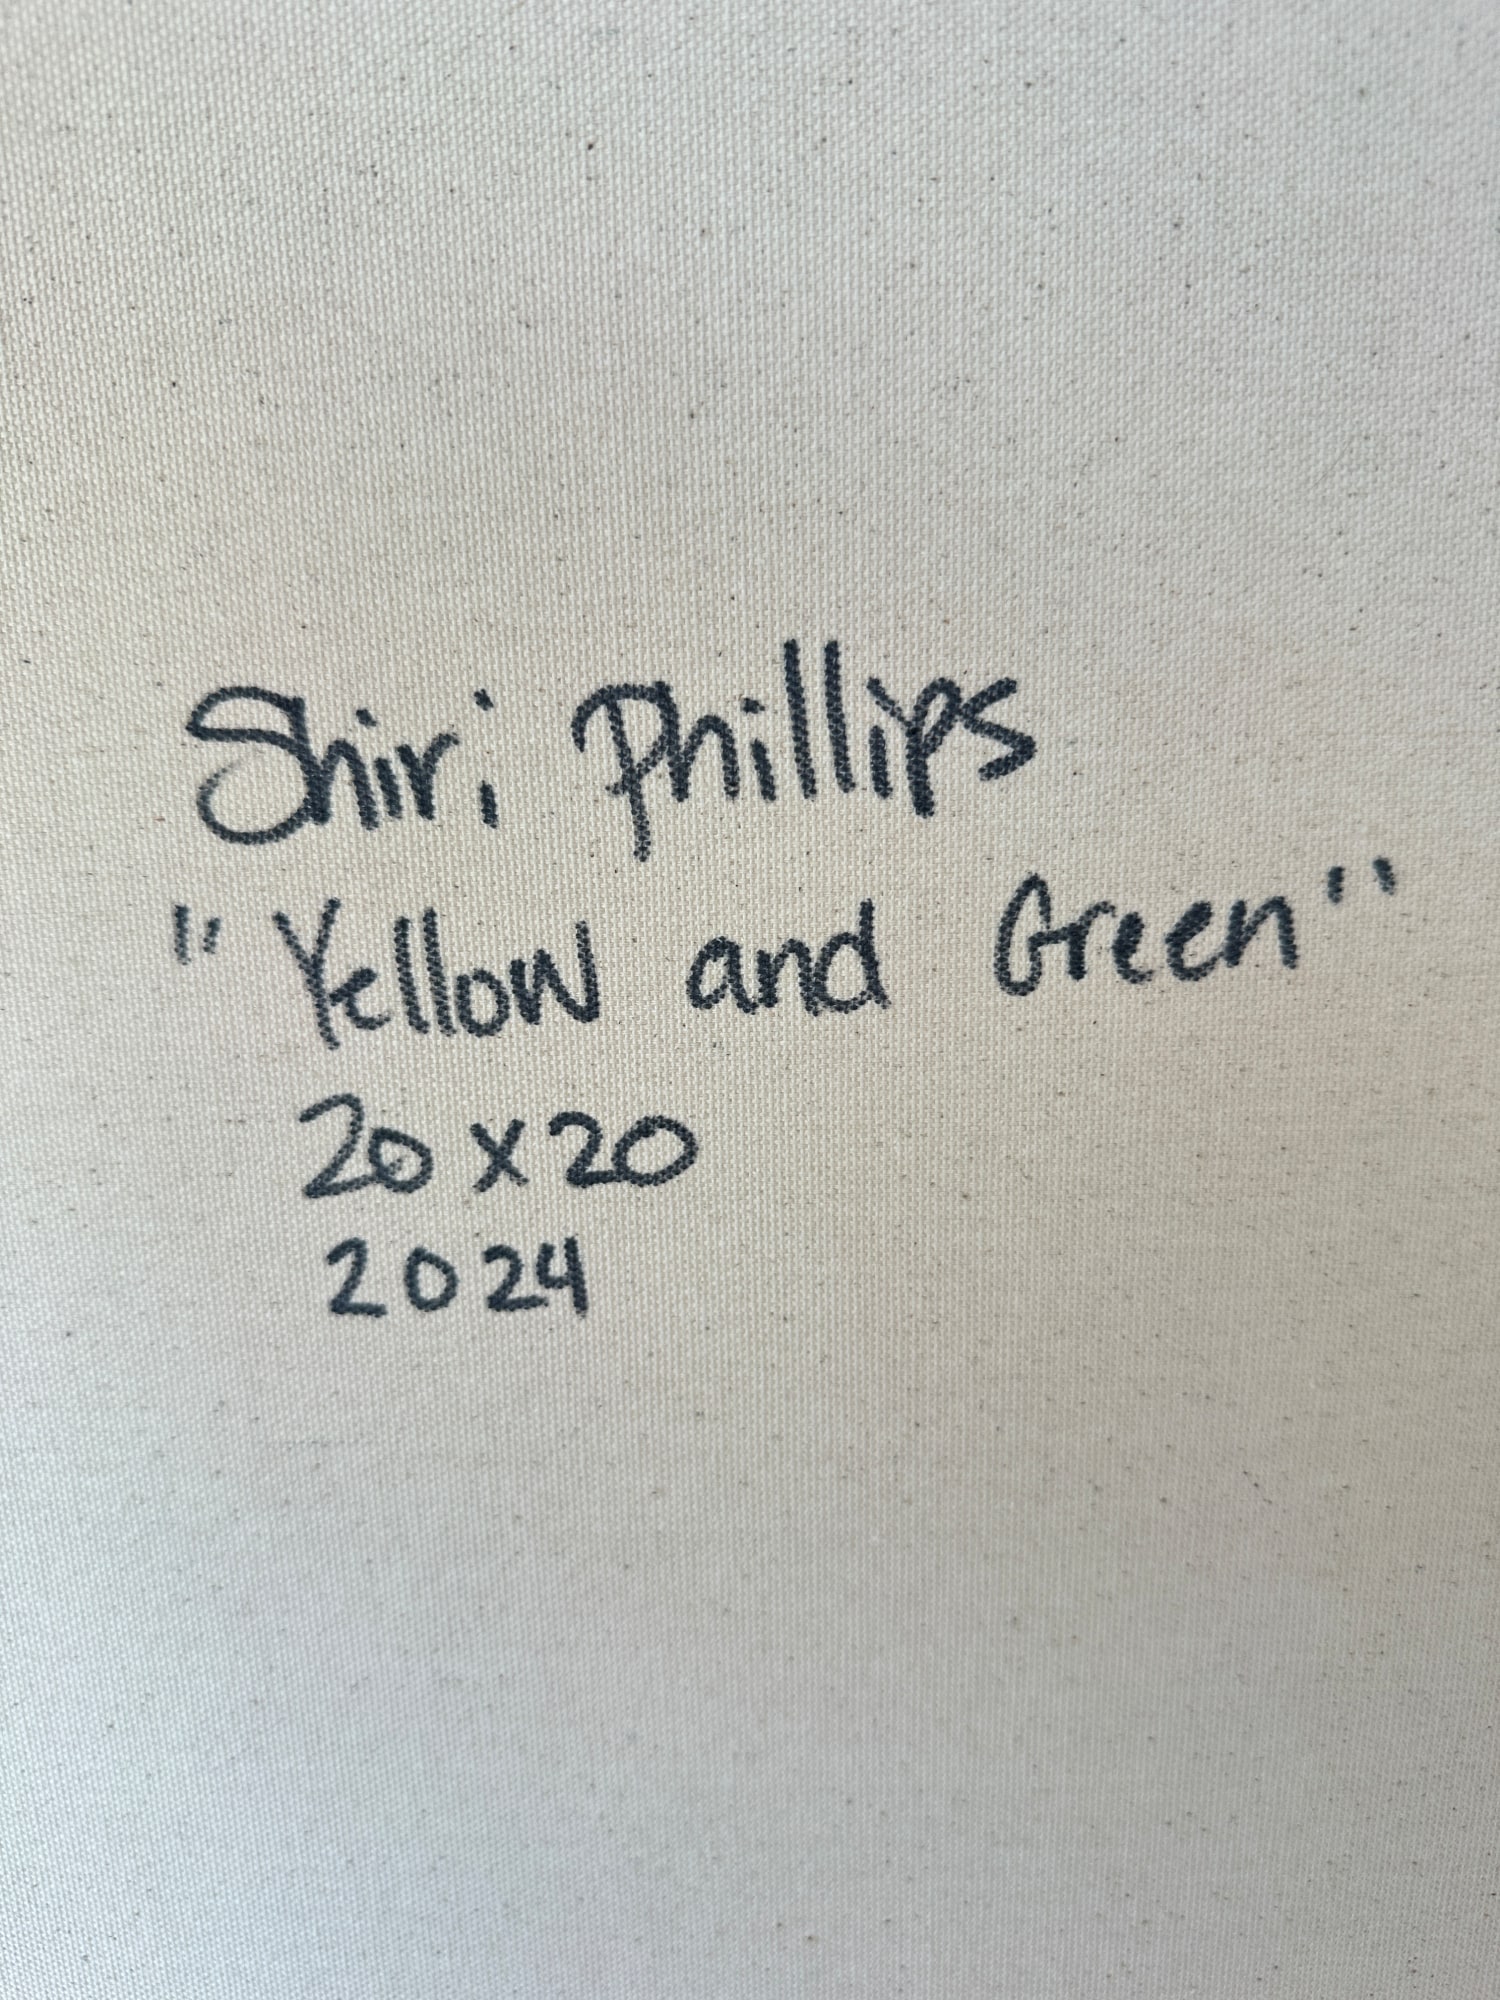 Shiri Phillips
"Yellow and Green"
20 x 20
2024